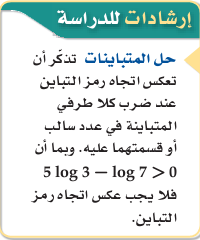 إرشادات للدراسة
حل المتباينات تذكّر أن
تعكس اتجاه رمز التباين
عند ضرب كلا طرفي
المتباينة في عدد سالب
أو قسمتهما عليه. وبما أن
5 log 3 — log 7 > 0
فلا يجب عكس اتجاه رمز
التباين.